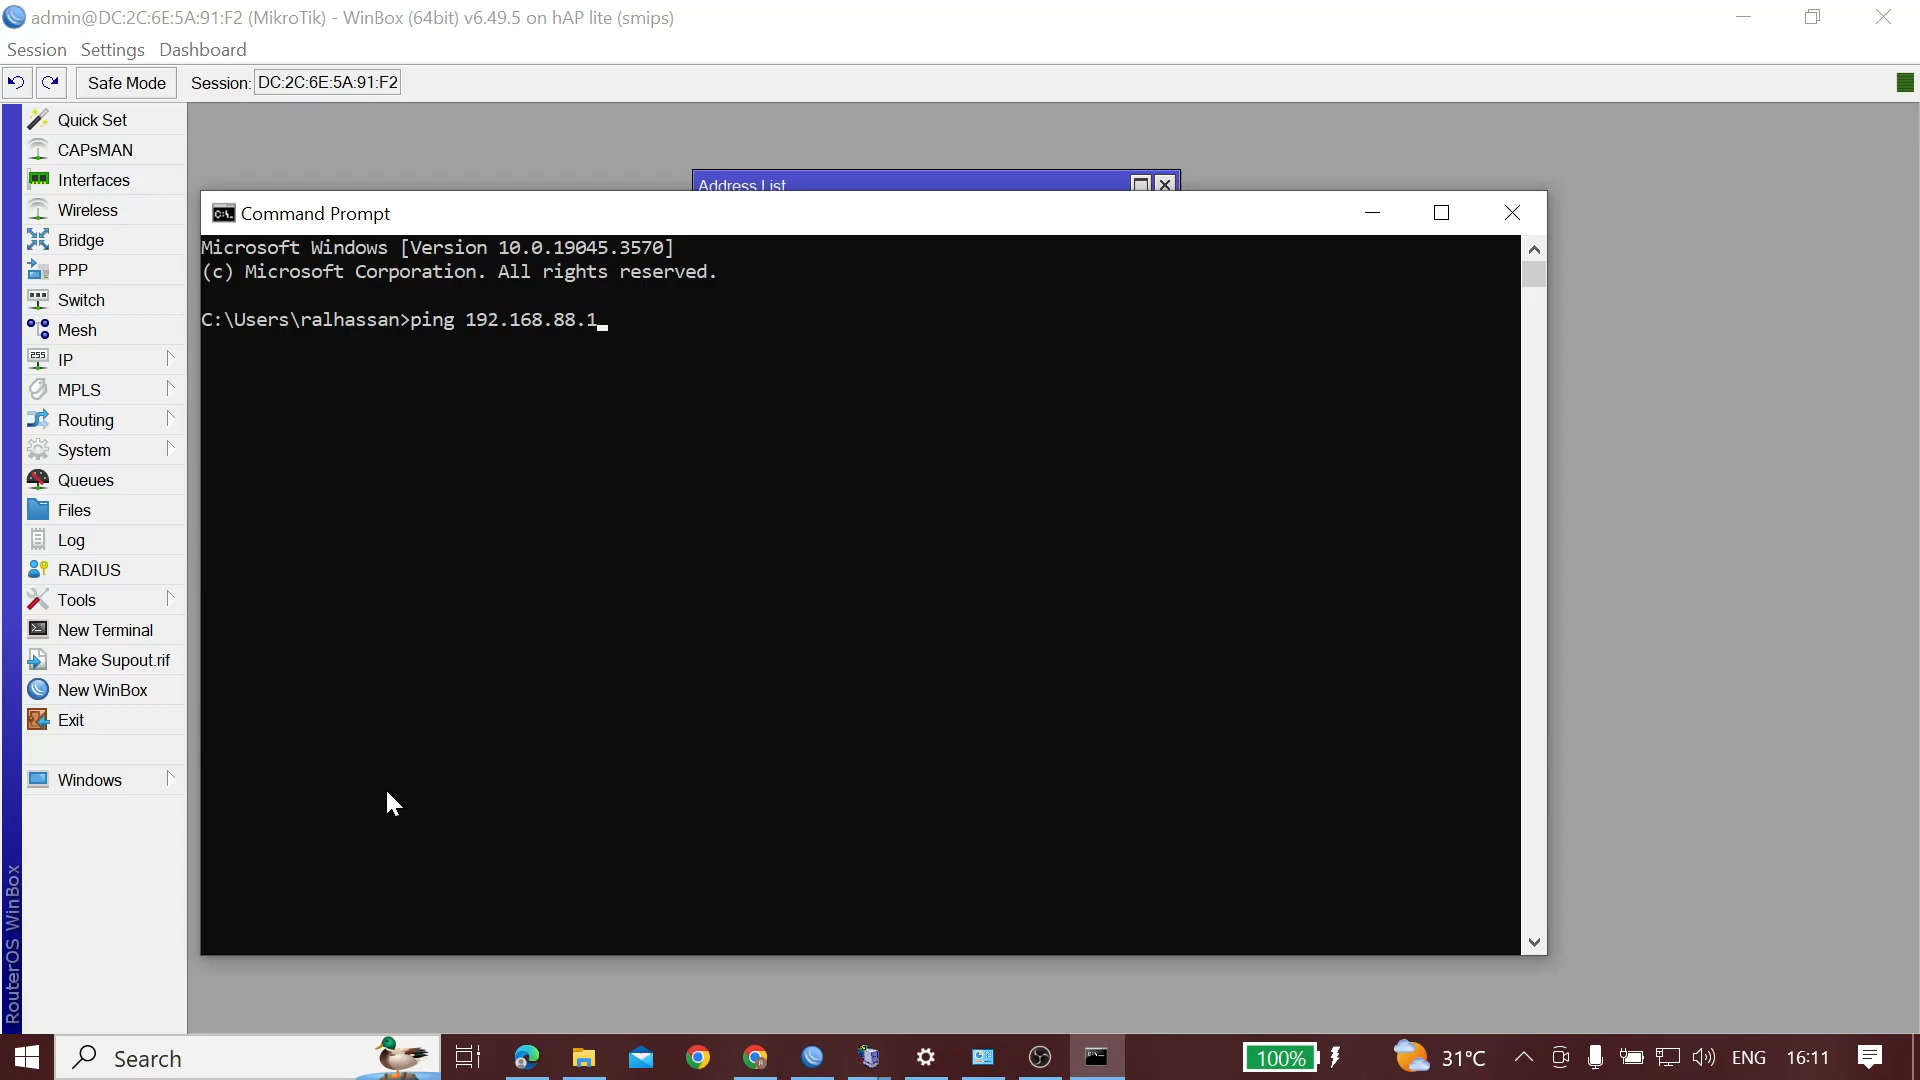 admin@DC:2C:6E:5A:91:F2 (MikroTik) - WinBox (64bit) v6.49.5 on hAP lite (smips)
Session Settings Dashboard
Safe Mode Session: DC:2C:6E:5A:91:F2
Quick Set
CAPsMAN
Interfaces
Wireless
Bridge
PPP
Switch
Mesh
255 IP
MPLS
Routing
System
Queues
Files
Log
RADIUS
Tools
New Terminal
Make Supout.rif
New WinBox
Exit
Windows
RouterOS WinBox
Address List
Command Prompt
Microsoft Windows [Version 10.0.19045.3570]
(c) Microsoft Corporation. All rights reserved.
C:\Users\ralhassan>ping 192.168.88.1_
Search
100%
31°C
ENG
16:11